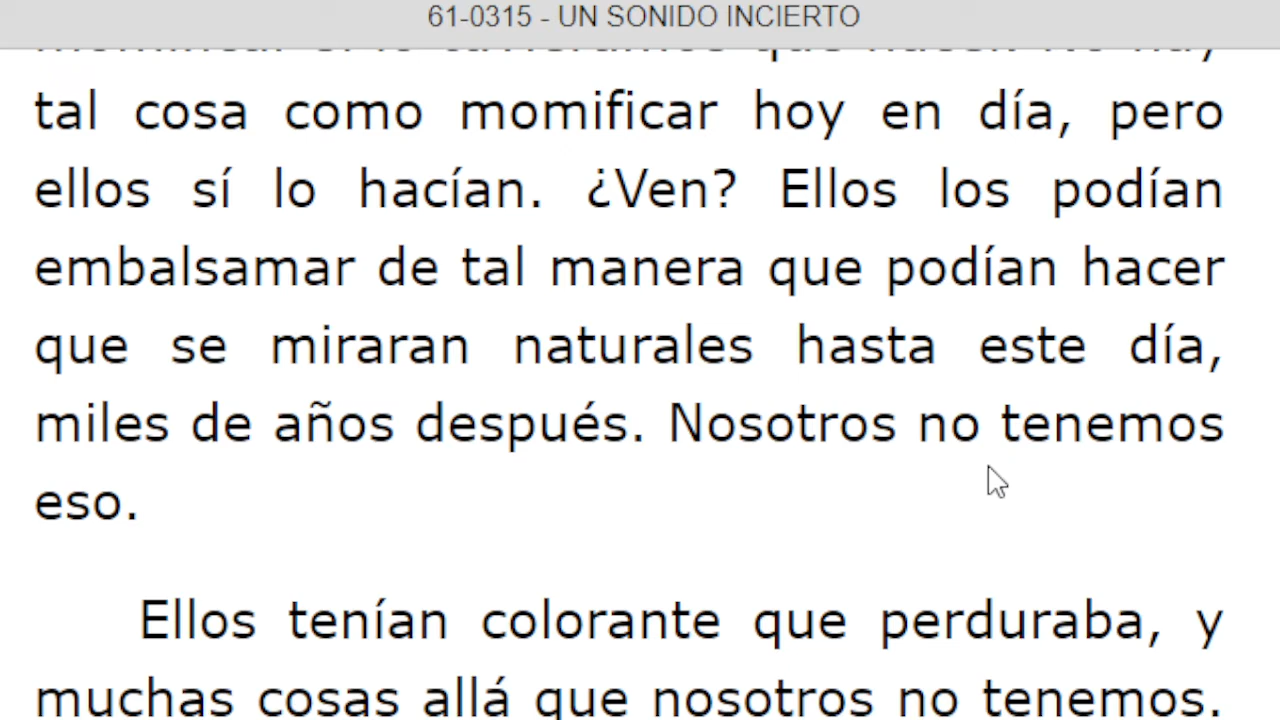 61-0315 - UN SONIDO INCIERTO
tal cosa como momificar hoy en día, pero
ellos sí lo hacían. ¿Ven? Ellos los podían
embalsamar de tal manera que podían hacer
que se miraran naturales hasta este día,
miles de años después. Nosotros no tenemos
eso.
Ellos tenían colorante que perduraba, y
muchas cosas allá que nosotros no tenemos.